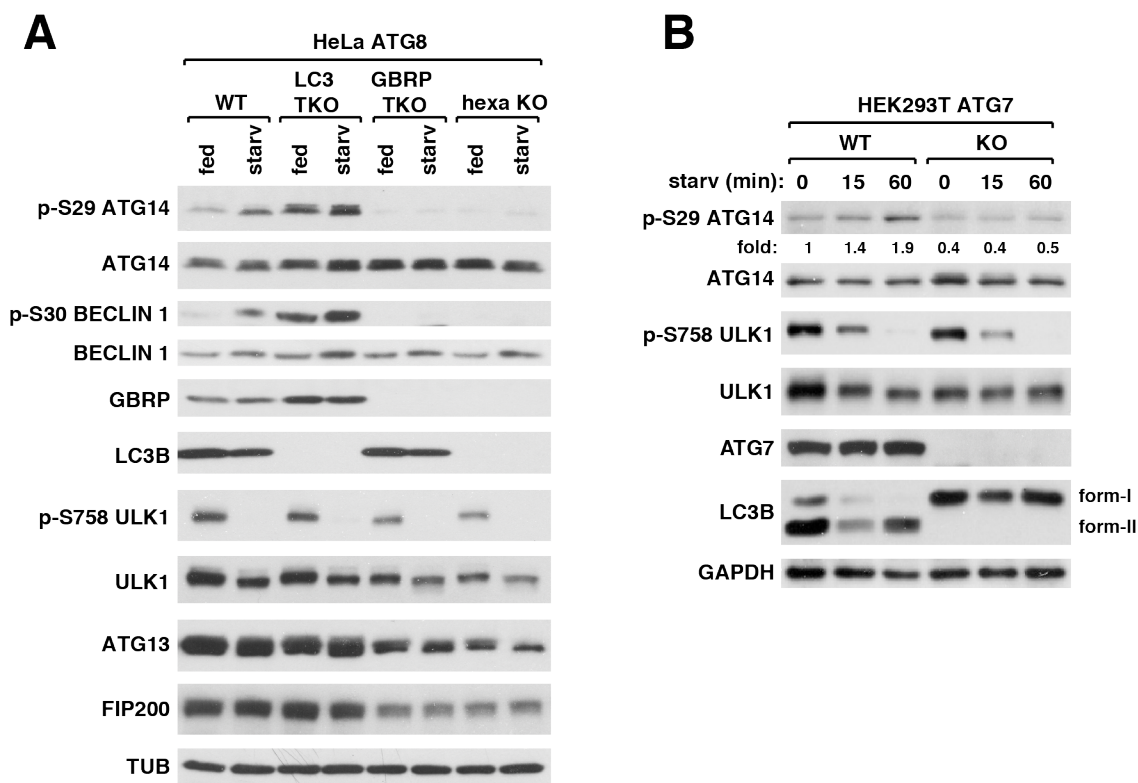 A
HeLa ATG8
WT
LC3 TKO
GBRP TKO
hexa KO
fed starv fed starv fed starv fed starv
p-S29 ATG14
ATG14
p-S30 BECLIN 1
BECLIN 1
GBRP
LC3B
p-S758 ULK1
ULK1
ATG13
FIP200
TUB
B
HEK293T ATG7
WT KO
starv (min): 0 15 60 0 15 60
p-S29 ATG14
fold: 1 1.4 1.9 0.4 0.4 0.5
ATG14
p-S758 ULK1
ULK1
ATG7
LC3B
form-I
form-II
GAPDH